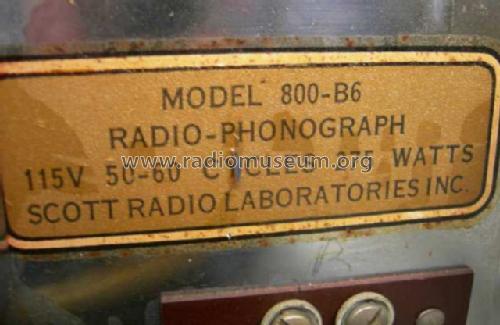 MODEL 800-B6
RADIO-PHONOGRAPH
www.radiomuseum.org
115V 50-60 CYCLES 275 WATTS
SCOTT RADIO LABORATORIES INC.
R